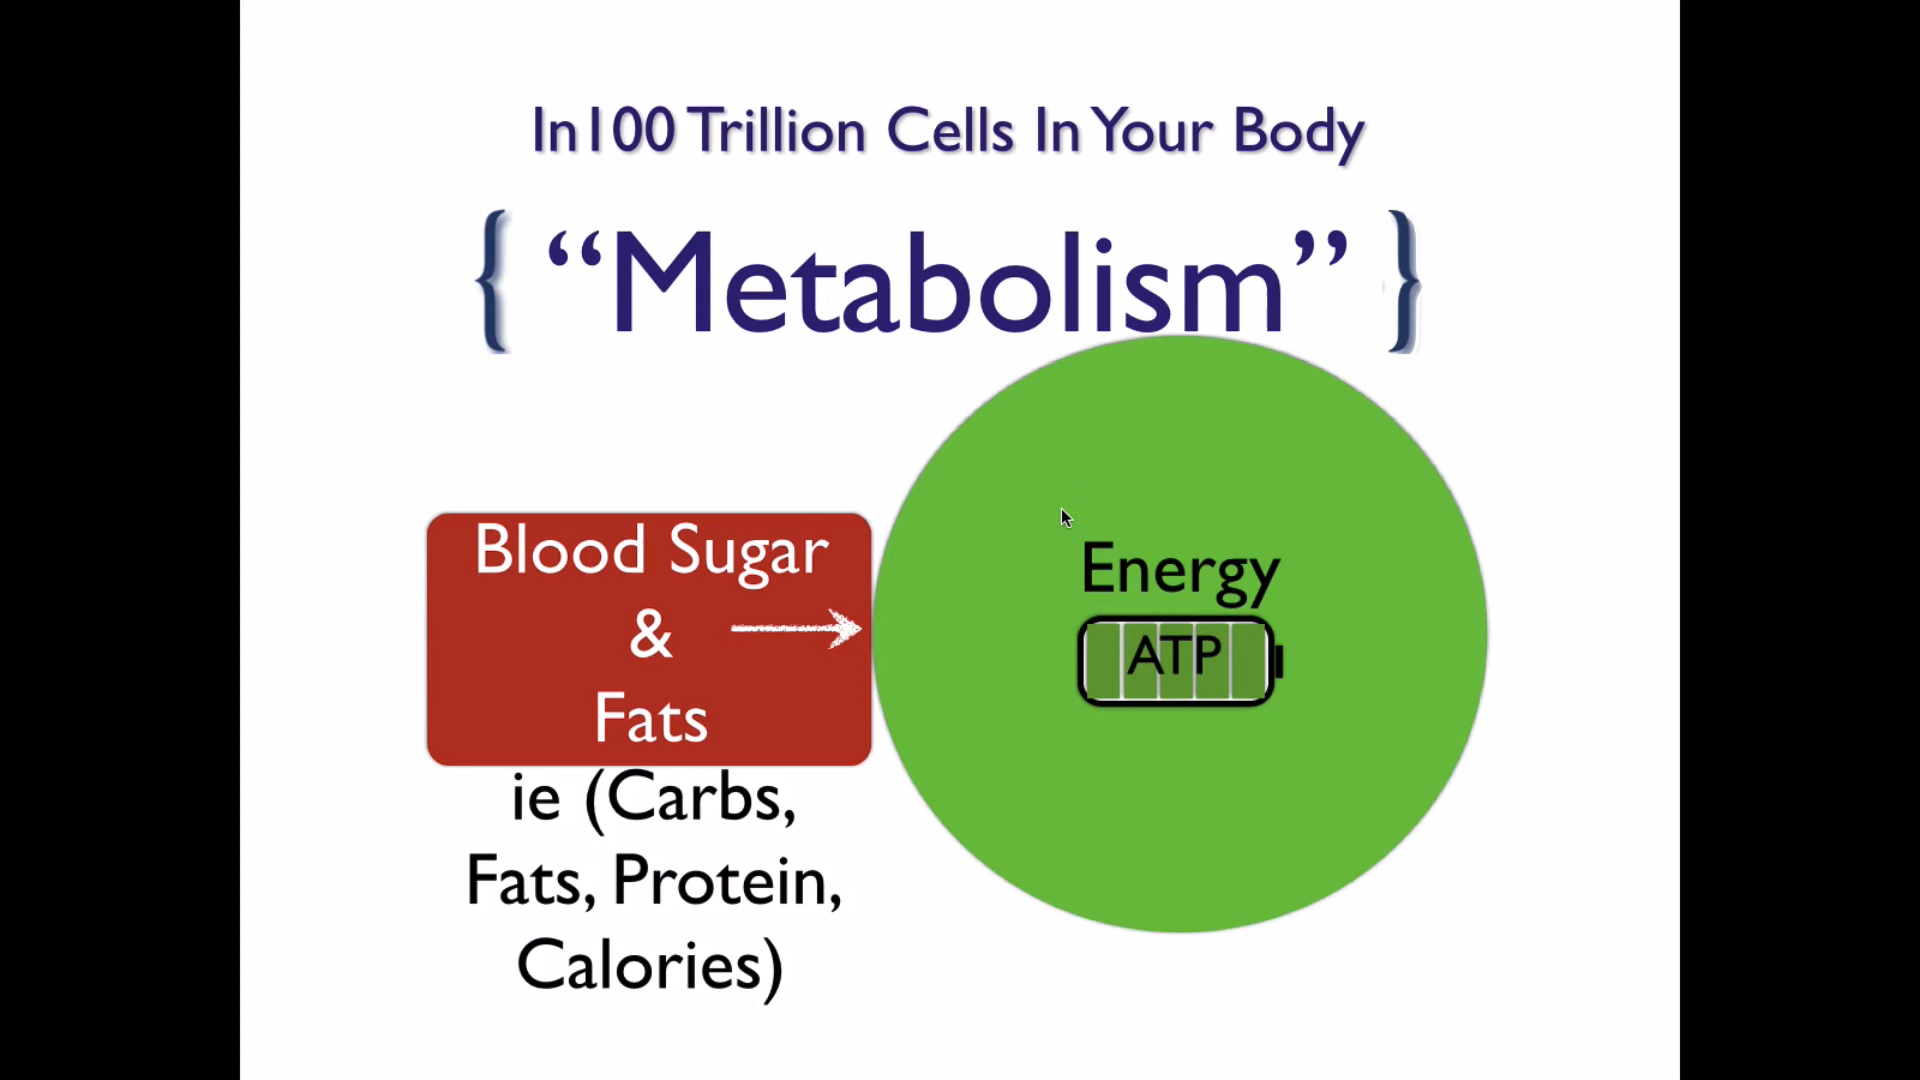 In100 Trillion Cells In Your Body
{ “Metabolism” }
Blood Sugar
&
Fats
ie (Carbs,
Fats, Protein,
Calories)
Energy
ATP